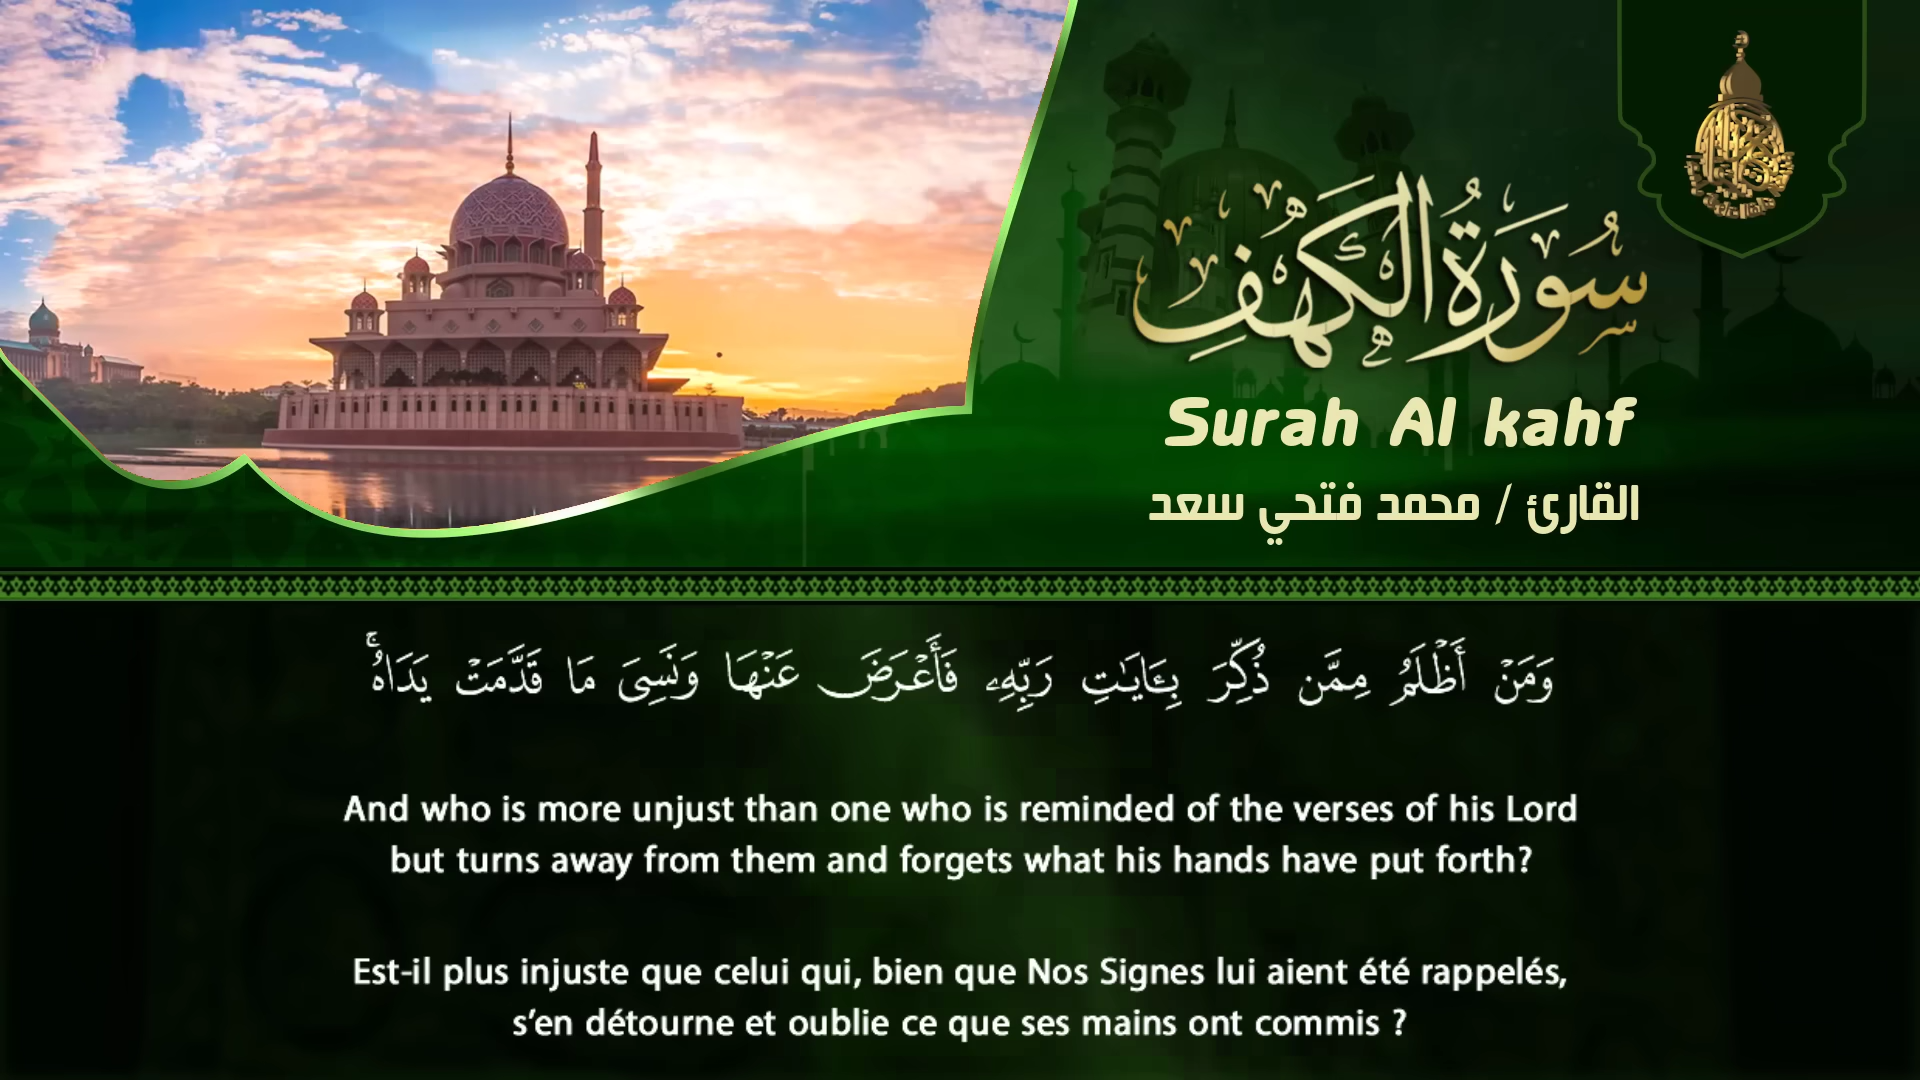 سُورَةُ الكَهْفِ
Surah Al kahf
القارئ / محمد فتحي سعد
وَمَنْ أَظْلَمُ مِمَّن ذُكِّرَ بِـَٔايَـٰتِ رَبِّهِۦ فَأَعْرَضَ عَنْهَا وَنَسِىَ مَا قَدَّمَتْ يَدَاهُ ۚ
And who is more unjust than one who is reminded of the verses of his Lord
but turns away from them and forgets what his hands have put forth?
Est-il plus injuste que celui qui, bien que Nos Signes lui aient été rappelés,
s’en détourne et oublie ce que ses mains ont commis ?